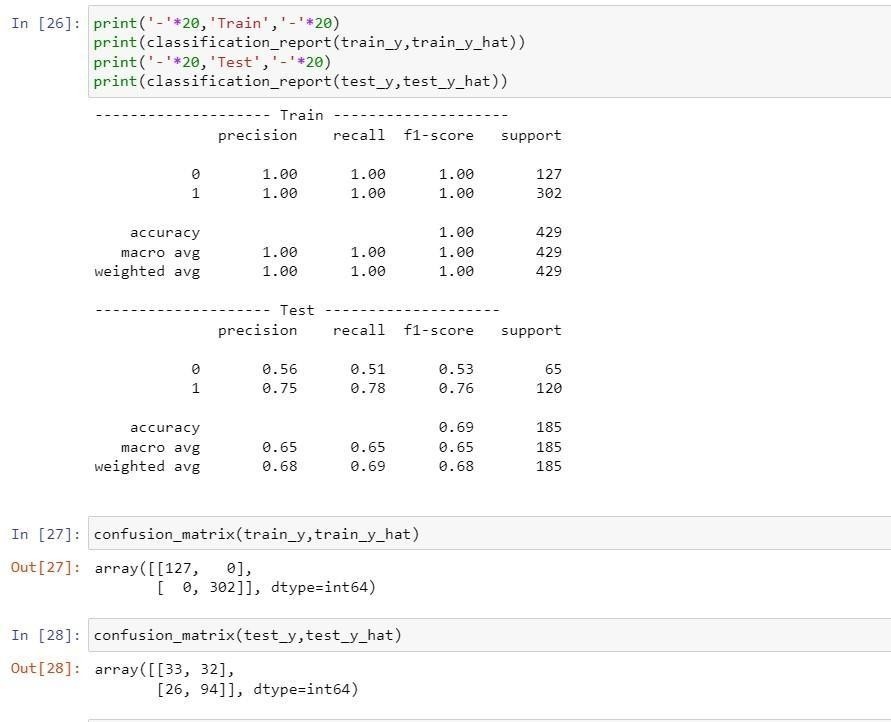 In [26]: print('-'*20,'Train','-'*20)
print(classification_report(train_y,train_y_hat))
print('-'*20,'Test','-'*20)
print(classification_report(test_y,test_y_hat))
-------------------- Train --------------------
precision recall f1-score support
0 1.00 1.00 1.00 127
1 1.00 1.00 1.00 302
accuracy 1.00 429
macro avg 1.00 1.00 1.00 429
weighted avg 1.00 1.00 1.00 429
-------------------- Test --------------------
precision recall f1-score support
0 0.56 0.51 0.53 65
1 0.75 0.78 0.76 120
accuracy 0.69 185
macro avg 0.65 0.65 0.65 185
weighted avg 0.68 0.69 0.68 185
In [27]: confusion_matrix(train_y,train_y_hat)
Out[27]: array([[127, 0],
[ 0, 302]], dtype=int64)
In [28]: confusion_matrix(test_y,test_y_hat)
Out[28]: array([[33, 32],
[26, 94]], dtype=int64)